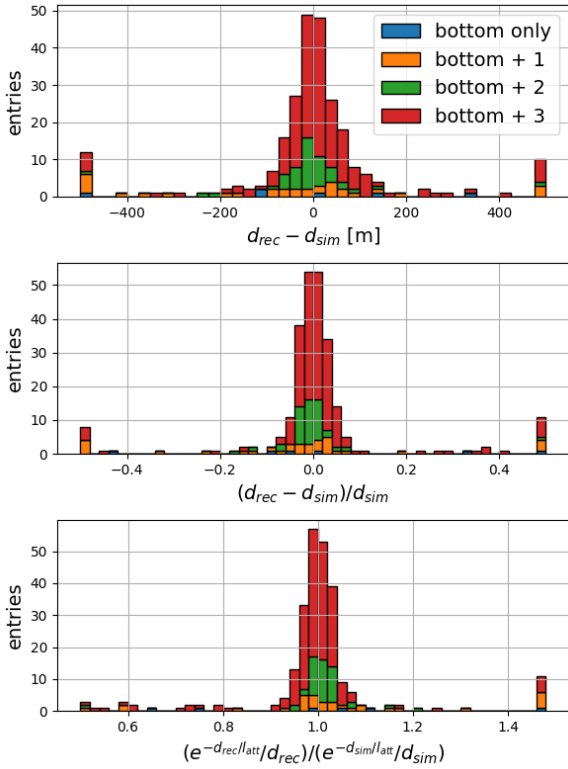 50
40
30
20
10
0
entries
bottom only
bottom + 1
bottom + 2
bottom + 3
−400 −200 0 200 400
d_rec − d_sim [m]
50
40
30
20
10
0
entries
−0.4 −0.2 0.0 0.2 0.4
(d_rec − d_sim)/d_sim
50
40
30
20
10
0
entries
0.6 0.8 1.0 1.2 1.4
(e^{−d_rec/l_att}/d_rec)/(e^{−d_sim/l_att}/d_sim)